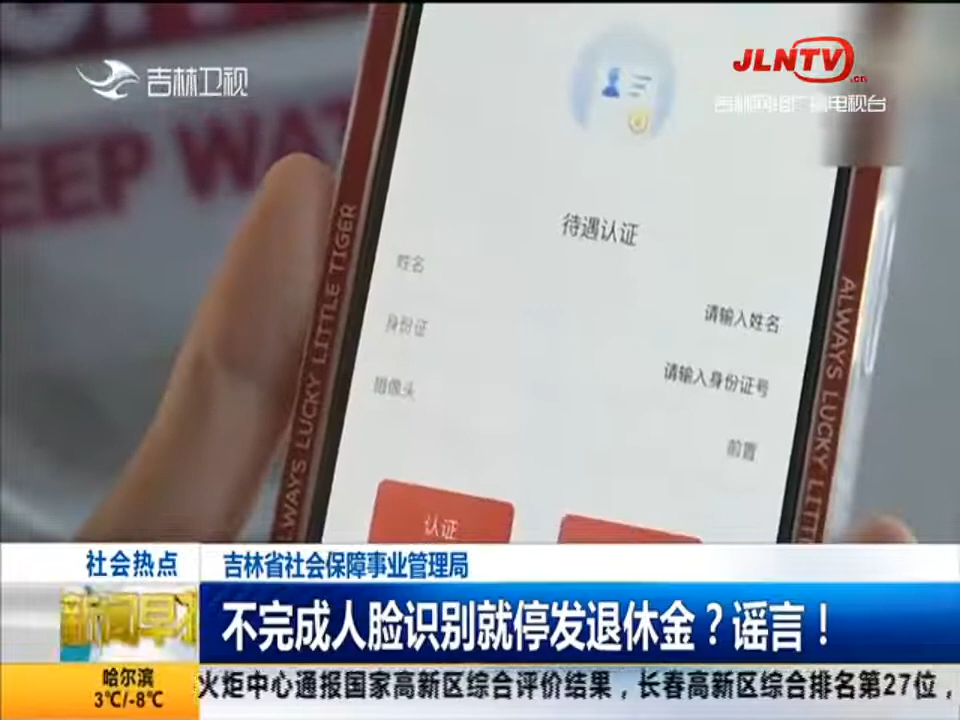 吉林卫视
JLNTV
.cn
吉林网络广播电视台
EEP WAT
待遇认证
姓名
请输入姓名
身份证
请输入身份证号
摄像头
前置
认证
ALWAYS LUCKY LITTLE TIGER
ALWAYS LUCKY LITTL
社会热点
吉林省社会保障事业管理局
新闻早
不完成人脸识别就停发退休金？谣言！
哈尔滨
3℃/-8℃
火炬中心通报国家高新区综合评价结果，长春高新区综合排名第27位，